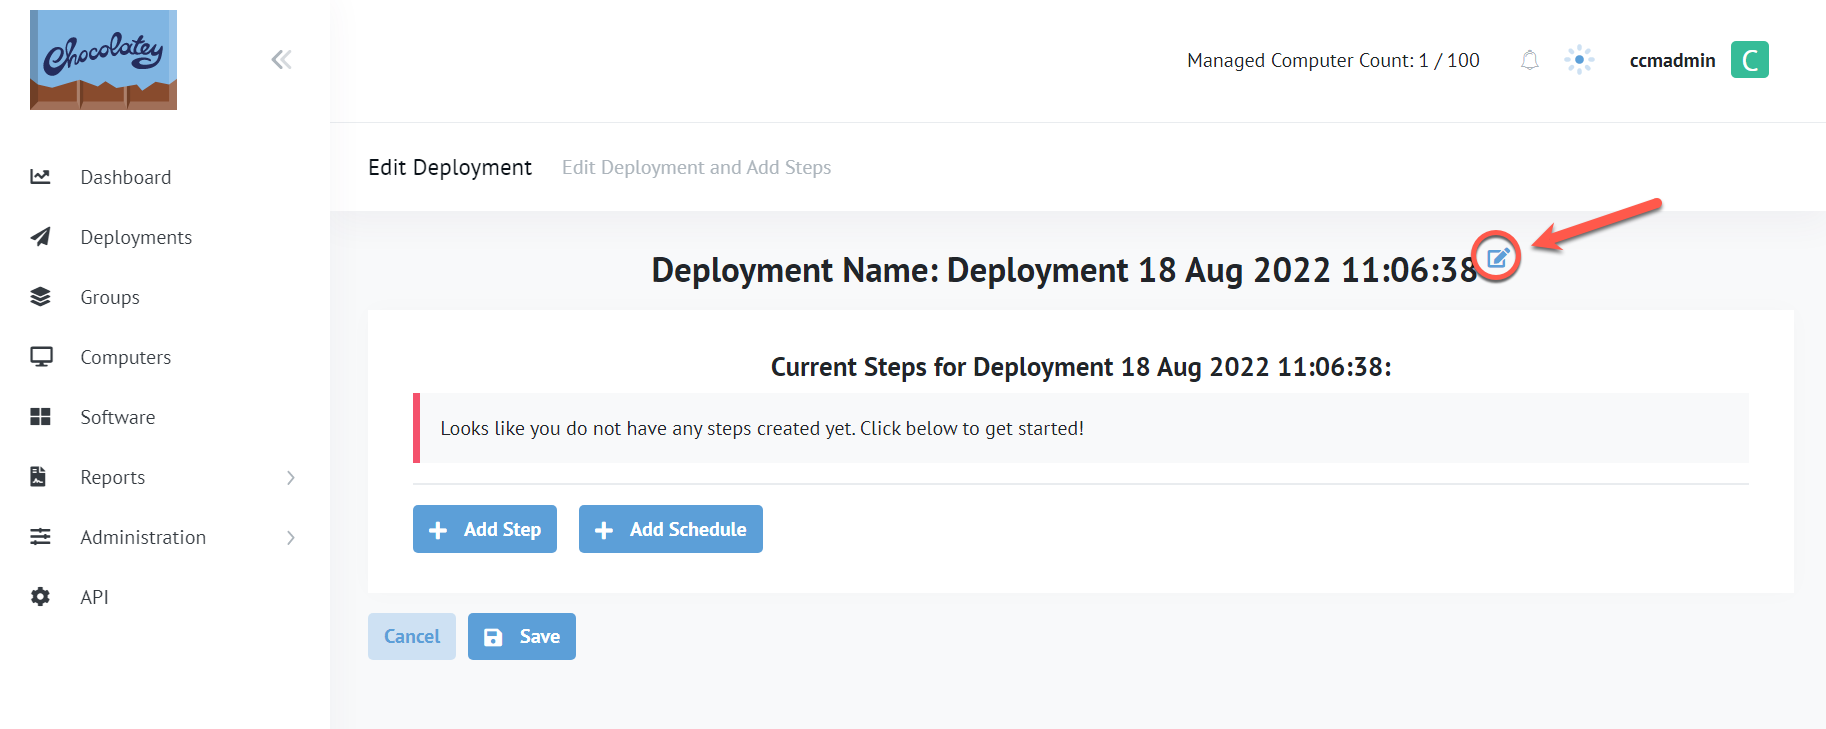 Chocolatey
Managed Computer Count: 1 / 100
ccmadmin
C
Dashboard
Deployments
Groups
Computers
Software
Reports
Administration
API
Edit Deployment
Edit Deployment and Add Steps
Deployment Name: Deployment 18 Aug 2022 11:06:38
Current Steps for Deployment 18 Aug 2022 11:06:38:
Looks like you do not have any steps created yet. Click below to get started!
Add Step
Add Schedule
Cancel
Save